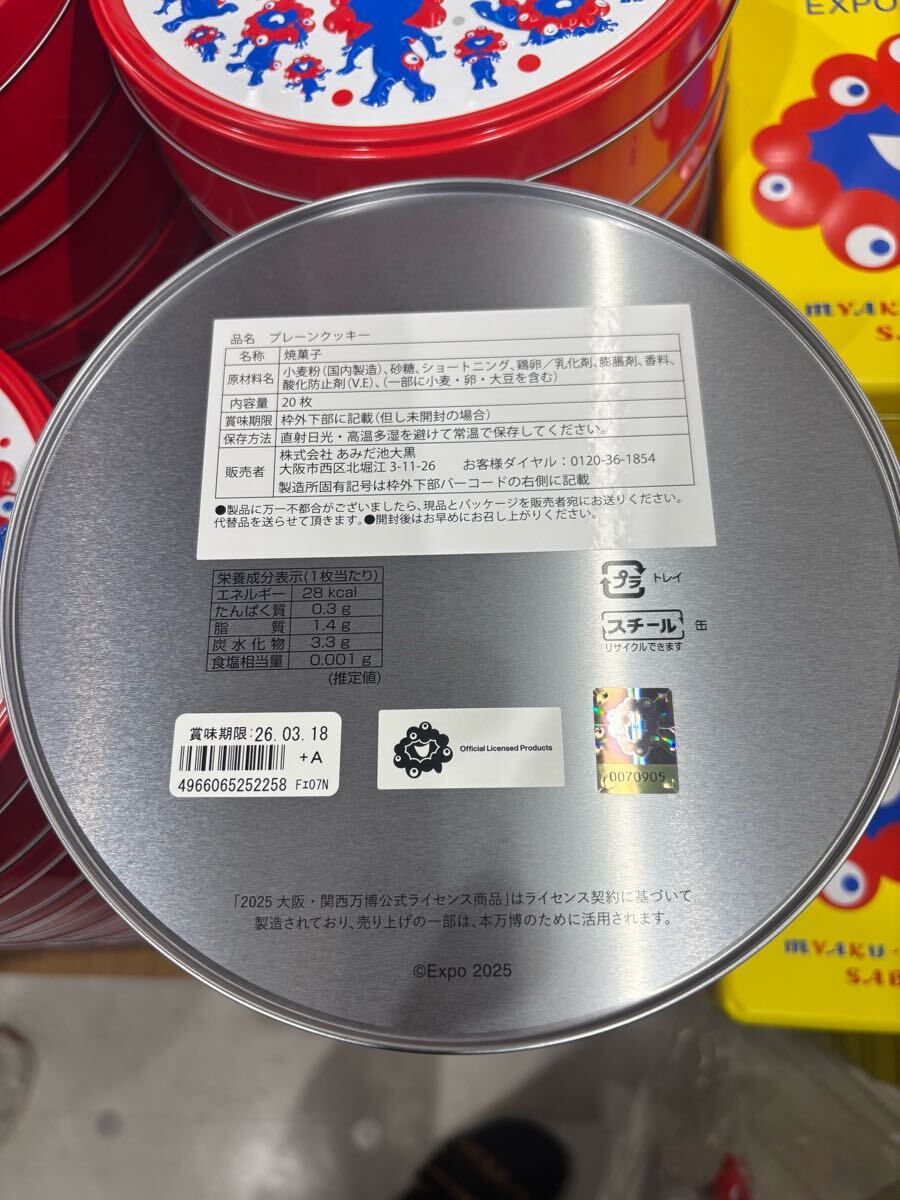 EXPO
品名 プレーンクッキー
名称 焼菓子
原材料名 小麦粉(国内製造)、砂糖、ショートニング、鶏卵/乳化剤、膨脹剤、香料、
酸化防止剤(V.E)、(一部に小麦・卵・大豆を含む)
内容量 20枚
賞味期限 枠外下部に記載(但し未開封の場合)
保存方法 直射日光・高温多湿を避けて常温で保存してください。
販売者 株式会社 あみだ池大黒
大阪市西区北堀江 3-11-26 お客様ダイヤル:0120-36-1854
製造所固有記号は枠外下部バーコードの右側に記載
●製品に万一不都合がございましたら、現品とパッケージを販売者宛にお送りください。
代替品を送らせて頂きます。●開封後はお早めにお召し上がりください。
栄養成分表示(1枚当たり)
エネルギー 28 kcal
たんぱく質 0.3 g
脂質 1.4 g
炭水化物 3.3 g
食塩相当量 0.001 g
(推定値)
プラ トレイ
スチール 缶
リサイクルできます
賞味期限:26.03.18
+A
4966065252258 FI07N
Official Licensed Products
0070905
「2025 大阪・関西万博公式ライセンス商品」はライセンス契約に基づいて
製造されており、売り上げの一部は、本万博のために活用されます。
©Expo 2025